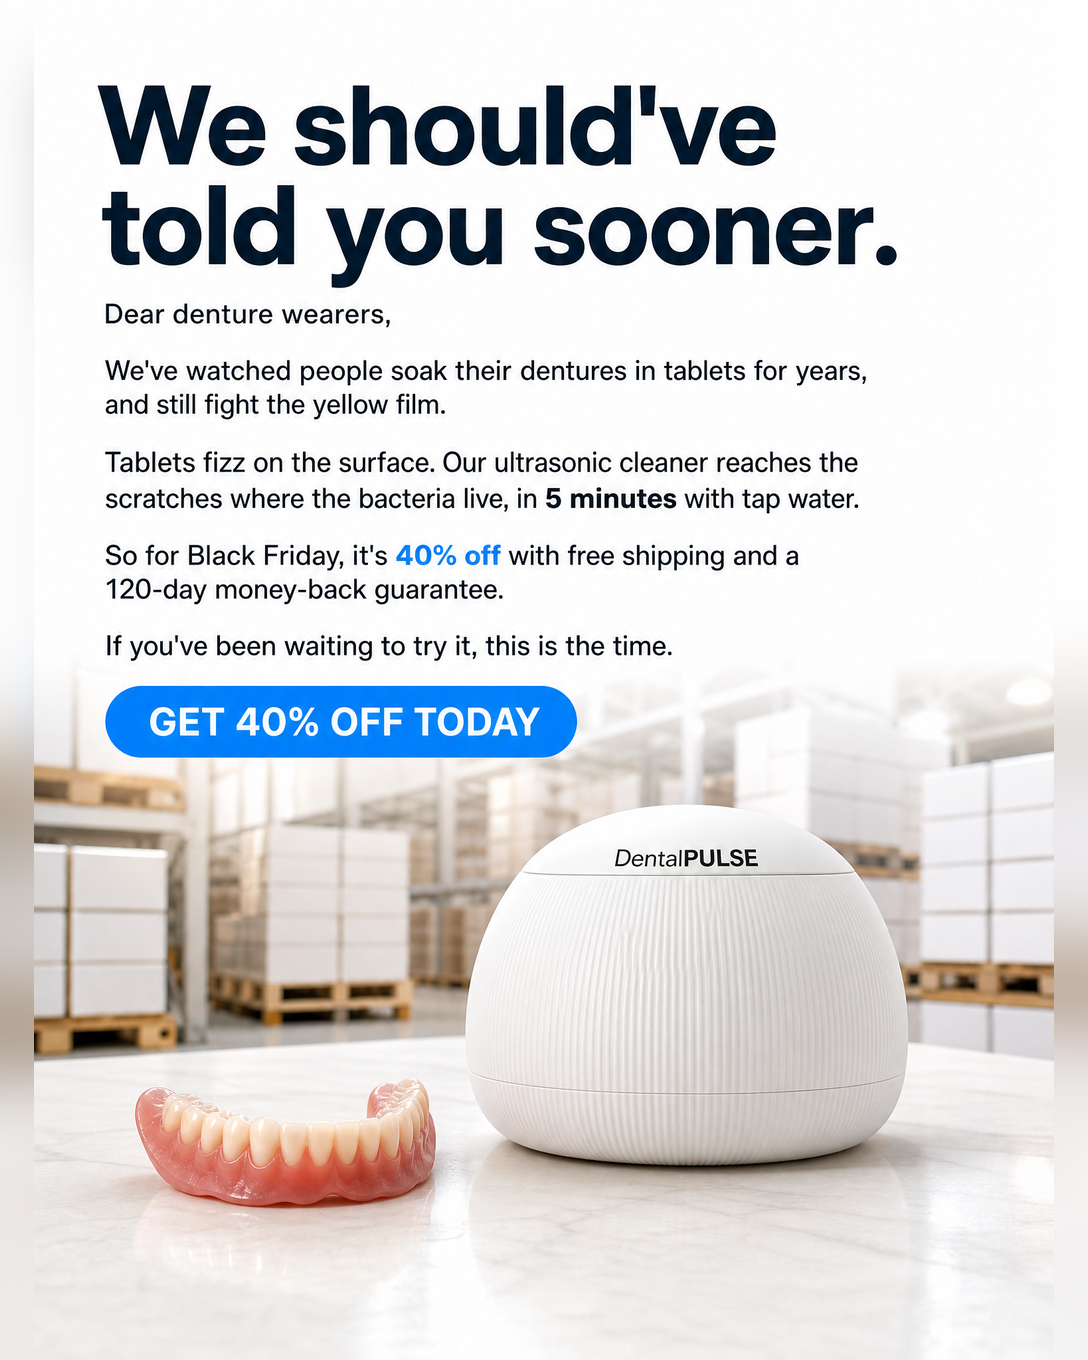 We should've
told you sooner.
Dear denture wearers,
We've watched people soak their dentures in tablets for years,
and still fight the yellow film.
Tablets fizz on the surface. Our ultrasonic cleaner reaches the
scratches where the bacteria live, in 5 minutes with tap water.
So for Black Friday, it's 40% off with free shipping and a
120-day money-back guarantee.
If you've been waiting to try it, this is the time.
GET 40% OFF TODAY
DentalPULSE